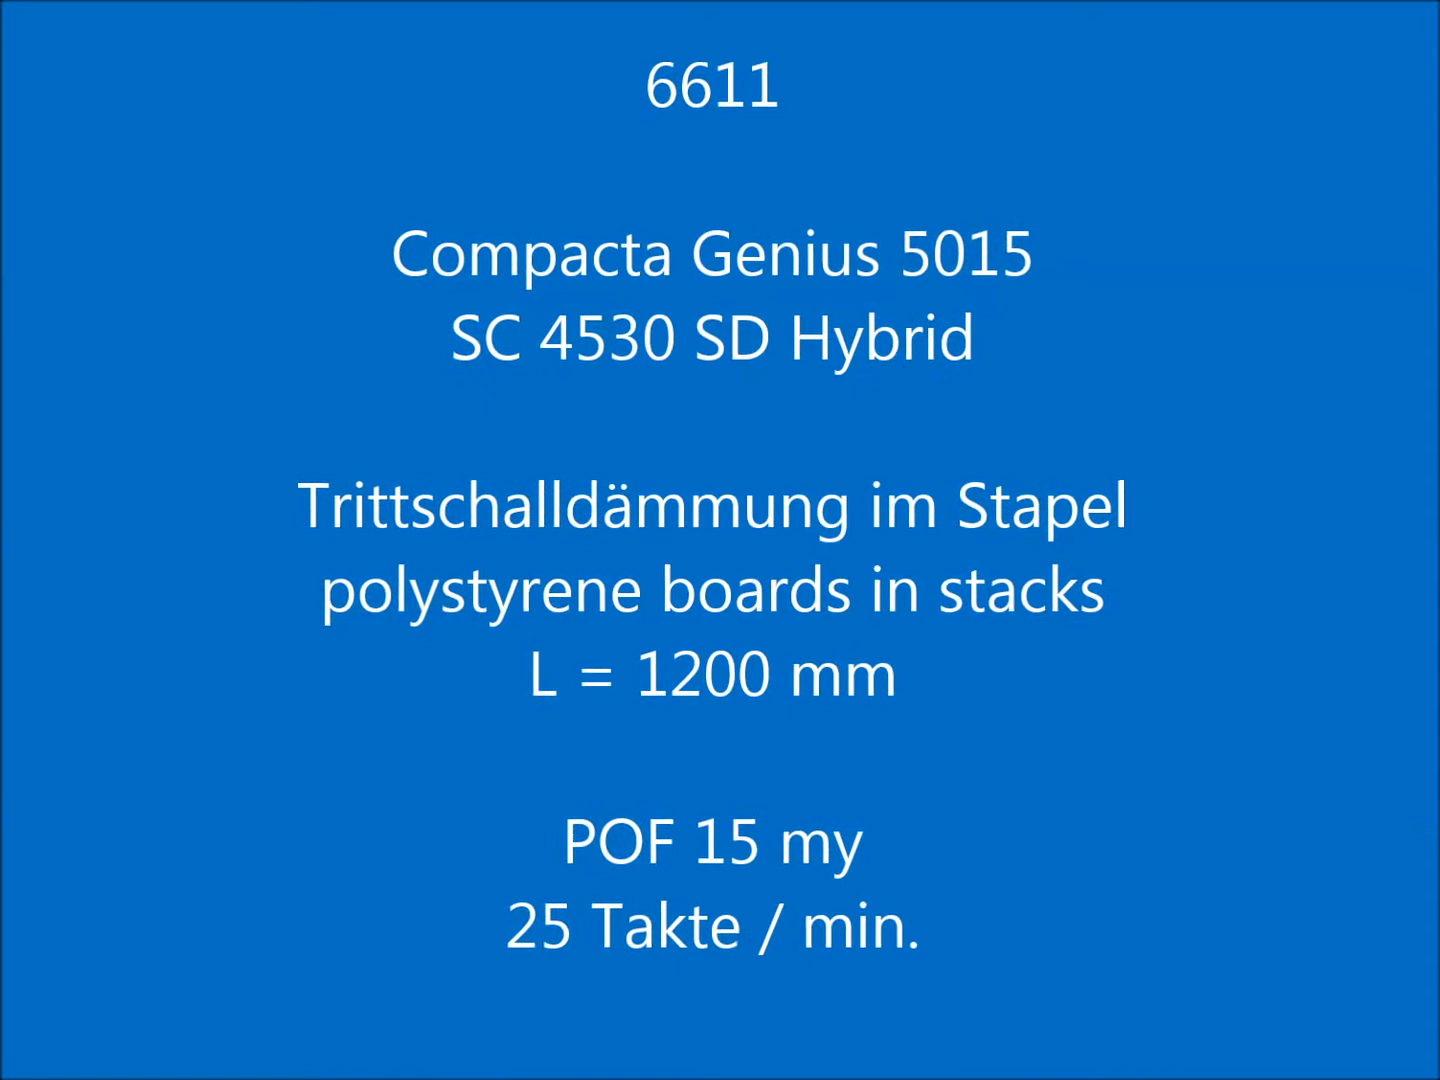 6611
Compacta Genius 5015
SC 4530 SD Hybrid
Trittschalldämmung im Stapel
polystyrene boards in stacks
L = 1200 mm
POF 15 my
25 Takte / min.